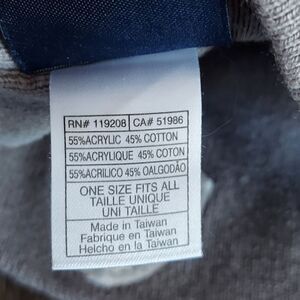 RN# 119208 CA# 51986
55%ACRYLIC 45% COTTON
55%ACRYLIQUE 45% COTON
55%ACRILICO 45% OALGODÃO
ONE SIZE FITS ALL
TAILLE UNIQUE
UNI TAILLE
Made in Taiwan
Fabrique en Taiwan
Helcho en la Taiwan